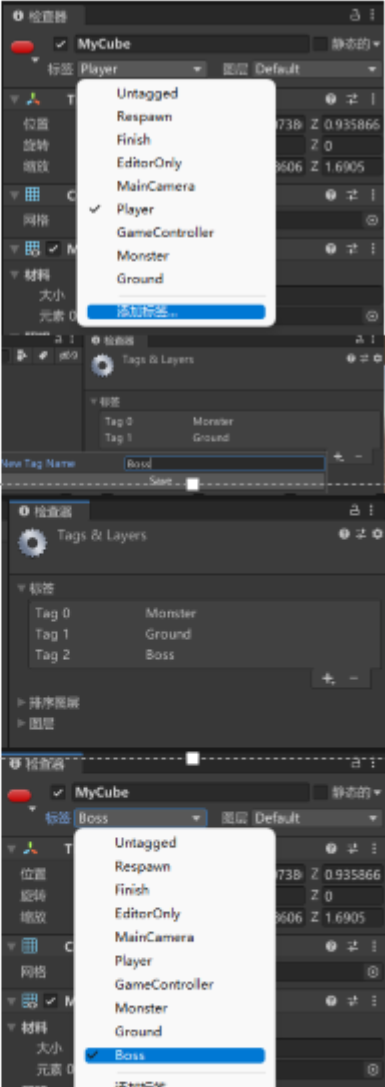 检查器
MyCube 静态的
标签 Player 图层 Default
Untagged
T
Respawn
位置 738 Z 0.935866
Finish
旋转 Z 0
EditorOnly
缩放 3606 Z 1.6905
MainCamera
C
Player
网格
GameController
M
Monster
材料
Ground
大小
添加标签...
元素 0
检查器
Tags & Layers
标签
Tag 0 Monster
Tag 1 Ground
New Tag Name Boss
Save
检查器
Tags & Layers
标签
Tag 0 Monster
Tag 1 Ground
Tag 2 Boss
排序图层
图层
检查器
MyCube 静态的
标签 Boss 图层 Default
Untagged
T
Respawn
位置 738 Z 0.935866
Finish
旋转 Z 0
EditorOnly
缩放 3606 Z 1.6905
MainCamera
C
Player
网格
GameController
M
Monster
材料
Ground
大小
Boss
元素 0
添加标签